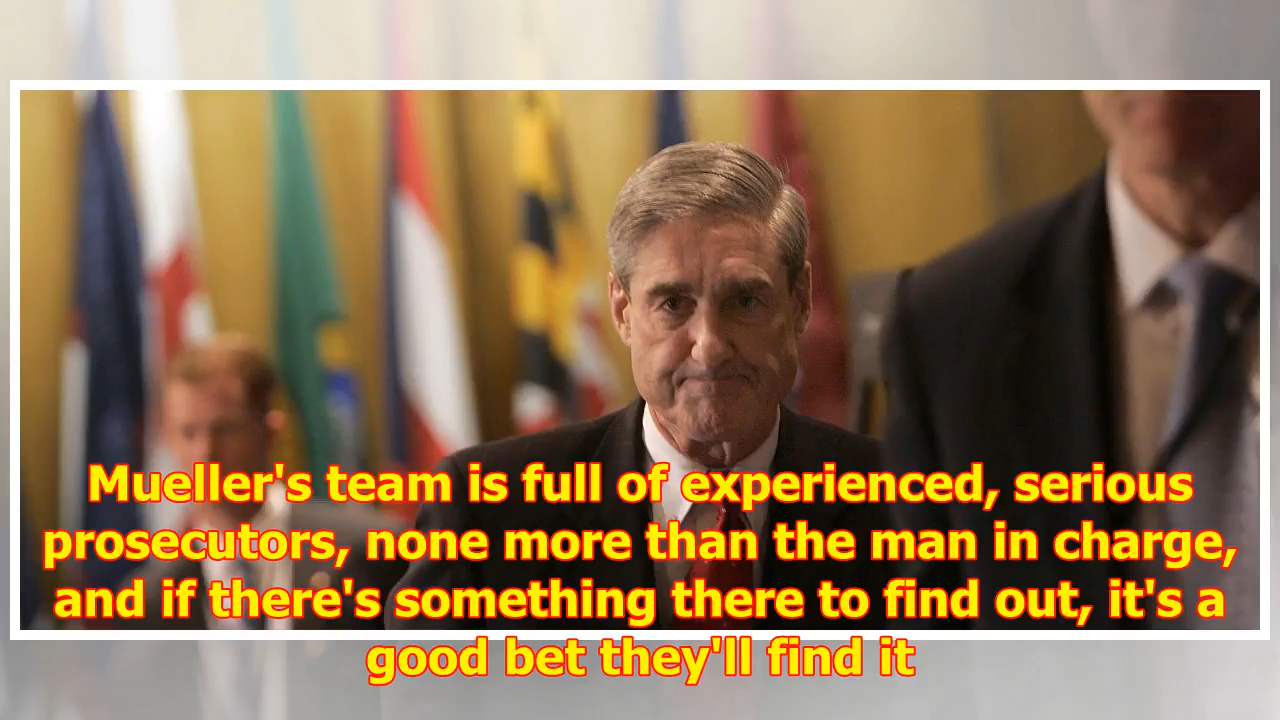 Mueller's team is full of experienced, serious
prosecutors, none more than the man in charge,
and if there's something there to find out, it's a
good bet they'll find it